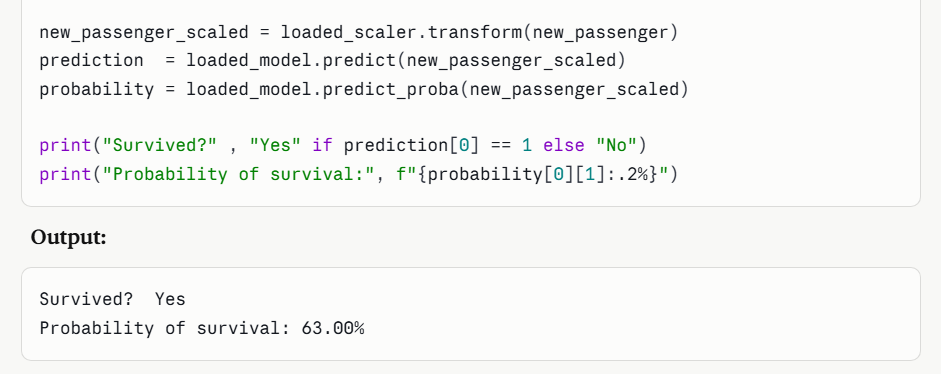 new_passenger_scaled = loaded_scaler.transform(new_passenger)
prediction  = loaded_model.predict(new_passenger_scaled)
probability = loaded_model.predict_proba(new_passenger_scaled)
print("Survived?" , "Yes" if prediction[0] == 1 else "No")
print("Probability of survival:", f"{probability[0][1]:.2%}")
Output:
Survived?  Yes
Probability of survival: 63.00%